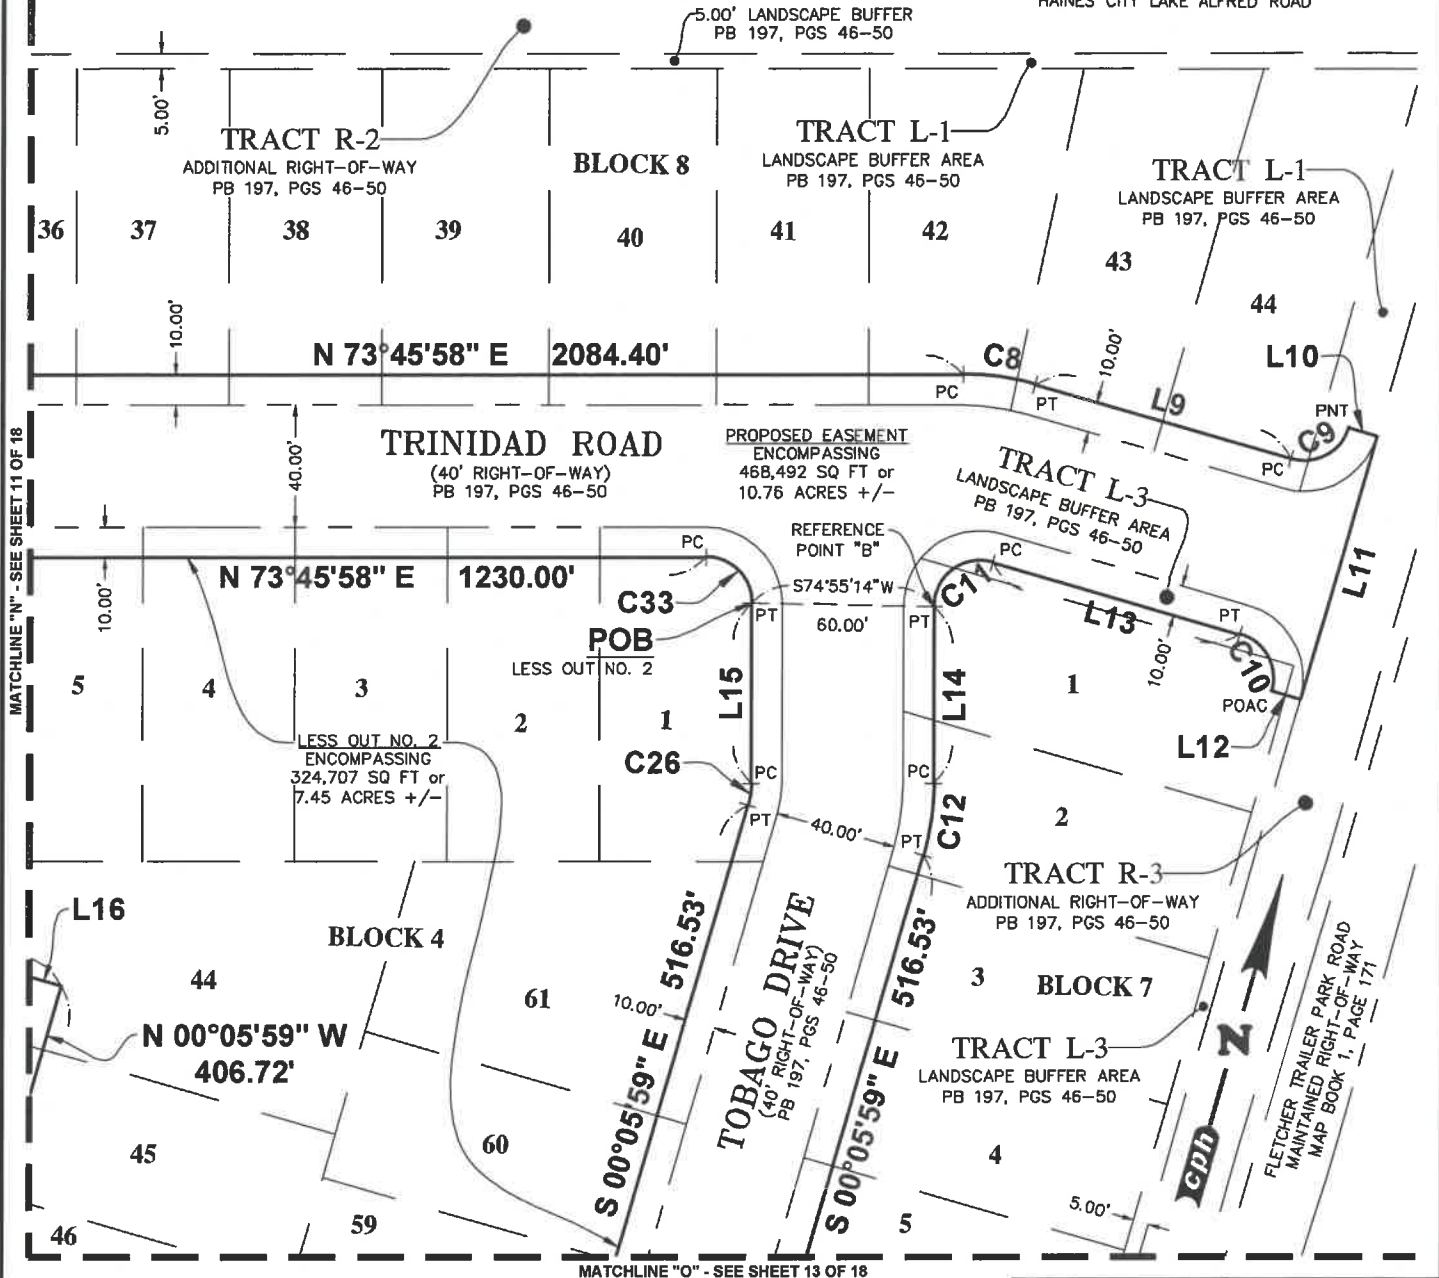 HAINES CITY LAKE ALFRED ROAD
5.00' LANDSCAPE BUFFER
PB 197, PGS 46-50
5.00'
TRACT R-2
ADDITIONAL RIGHT-OF-WAY
PB 197, PGS 46-50
BLOCK 8
TRACT L-1
LANDSCAPE BUFFER AREA
PB 197, PGS 46-50
TRACT L-1
LANDSCAPE BUFFER AREA
PB 197, PGS 46-50
36
37
38
39
40
41
42
43
44
10.00'
N 73°45'58" E 2084.40'
C8
PC
PT
10.00'
L9
L10
PNT
C9
PC
MATCHLINE "N" - SEE SHEET 11 OF 18
40.00'
TRINIDAD ROAD
(40' RIGHT-OF-WAY)
PB 197, PGS 46-50
PROPOSED EASEMENT
ENCOMPASSING
468,492 SQ FT or
10.76 ACRES +/-
TRACT L-3
LANDSCAPE BUFFER AREA
PB 197, PGS 46-50
REFERENCE
POINT "B"
PC
PC
N 73°45'58" E 1230.00'
10.00'
C33
S74°55'14"W
60.00'
C11
L11
L13
PT
PT
PT
POB
LESS OUT NO. 2
10.00'
C10
POAC
L12
5
4
3
2
1
L15
L14
1
LESS OUT NO. 2
ENCOMPASSING
324,707 SQ FT or
7.45 ACRES +/-
C26
PC
PC
PT
40.00'
PT
C12
2
TRACT R-3
ADDITIONAL RIGHT-OF-WAY
PB 197, PGS 46-50
L16
BLOCK 4
44
61
N 00°05'59" W
406.72'
10.00'
S 00°05'59" E 516.53'
TOBAGO DRIVE
(40' RIGHT-OF-WAY)
PB 197, PGS 46-50
S 00°05'59" E 516.53'
3
BLOCK 7
TRACT L-3
LANDSCAPE BUFFER AREA
PB 197, PGS 46-50
N
cph
FLETCHER TRAILER PARK ROAD
MAINTAINED RIGHT-OF-WAY
MAP BOOK 1, PAGE 171
45
60
4
46
59
5
5.00'
MATCHLINE "O" - SEE SHEET 13 OF 18